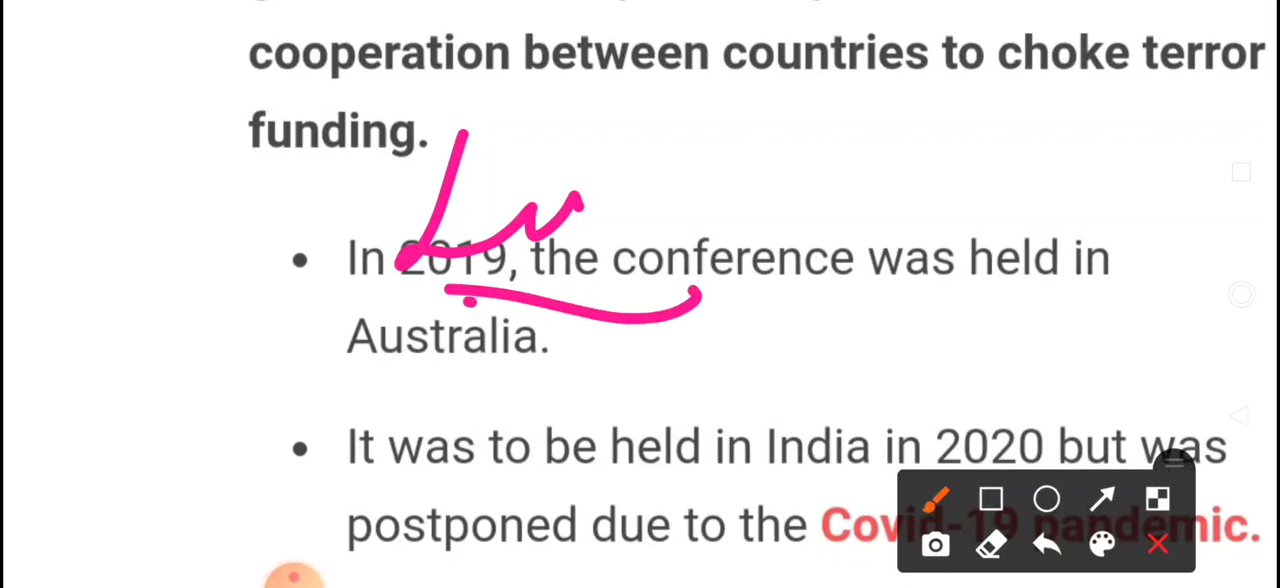 cooperation between countries to choke terror
funding.
• In 2019, the conference was held in
Australia.
• It was to be held in India in 2020 but was
postponed due to the Covid-19 pandemic.